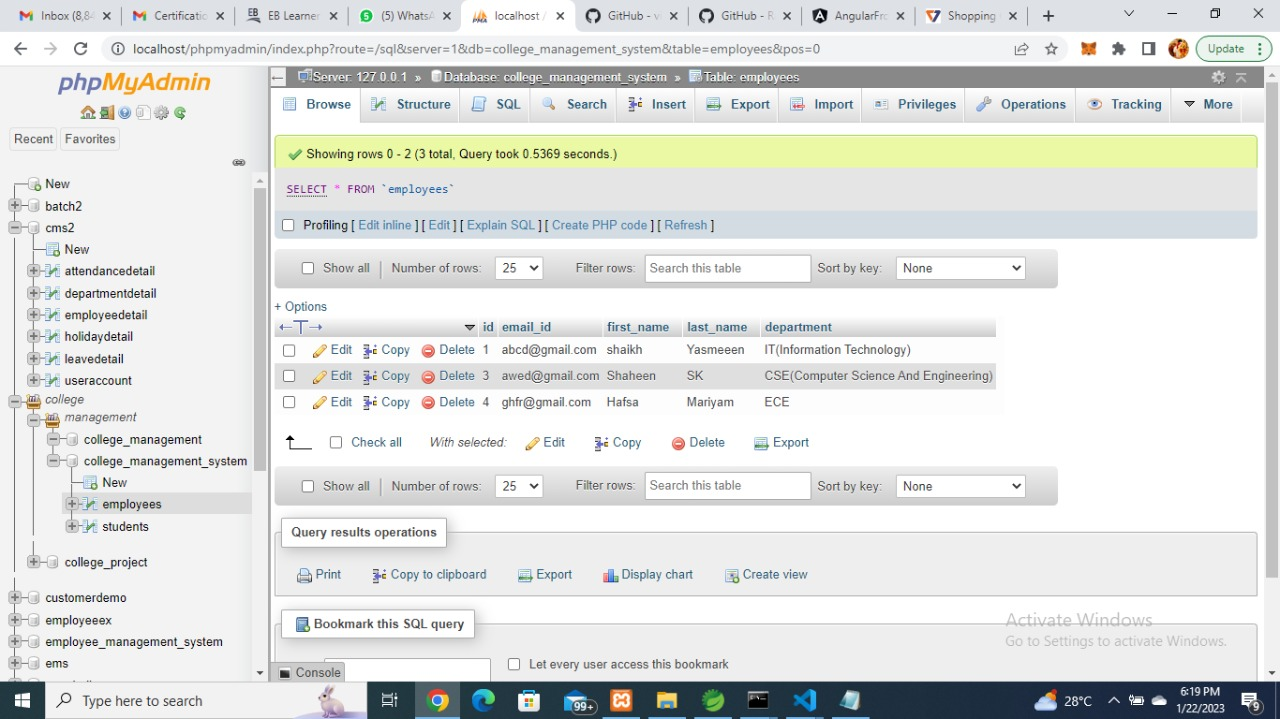 Inbox (8,84
Certificatio
EB Learner
(5) WhatsA
localhost /
GitHub - v
GitHub - R
AngularFro
Shopping
localhost/phpmyadmin/index.php?route=/sql&server=1&db=college_management_system&table=employees&pos=0
Update
phpMyAdmin
Recent Favorites
New
batch2
cms2
New
attendancedetail
departmentdetail
employeedetail
holidaydetail
leavedetail
useraccount
college
management
college_management
college_management_system
New
employees
students
college_project
customerdemo
employeeex
employee_management_system
ems
Server: 127.0.0.1 » Database: college_management_system » Table: employees
Browse Structure SQL Search Insert Export Import Privileges Operations Tracking More
Showing rows 0 - 2 (3 total, Query took 0.5369 seconds.)
SELECT * FROM `employees`
Profiling [ Edit inline ] [ Edit ] [ Explain SQL ] [ Create PHP code ] [ Refresh ]
Show all Number of rows: 25 Filter rows: Search this table Sort by key: None
+ Options
id email_id first_name last_name department
Edit Copy Delete 1 abcd@gmail.com shaikh Yasmeeen IT(Information Technology)
Edit Copy Delete 3 awed@gmail.com Shaheen SK CSE(Computer Science And Engineering)
Edit Copy Delete 4 ghfr@gmail.com Hafsa Mariyam ECE
Check all With selected: Edit Copy Delete Export
Show all Number of rows: 25 Filter rows: Search this table Sort by key: None
Query results operations
Print Copy to clipboard Export Display chart Create view
Bookmark this SQL query
Activate Windows
Go to Settings to activate Windows.
Let every user access this bookmark
Console
Type here to search
99+
28°C
6:19 PM
1/22/2023
9